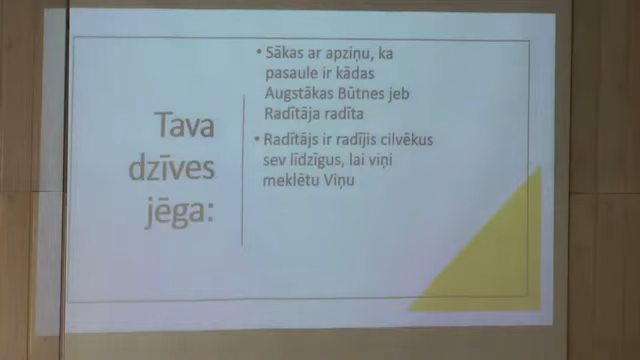 Tava
dzīves
jēga:
• Sākas ar apziņu, ka
pasaule ir kādas
Augstākas Būtnes jeb
Radītāja radīta
• Radītājs ir radījis cilvēkus
sev līdzīgus, lai viņi
meklētu Viņu